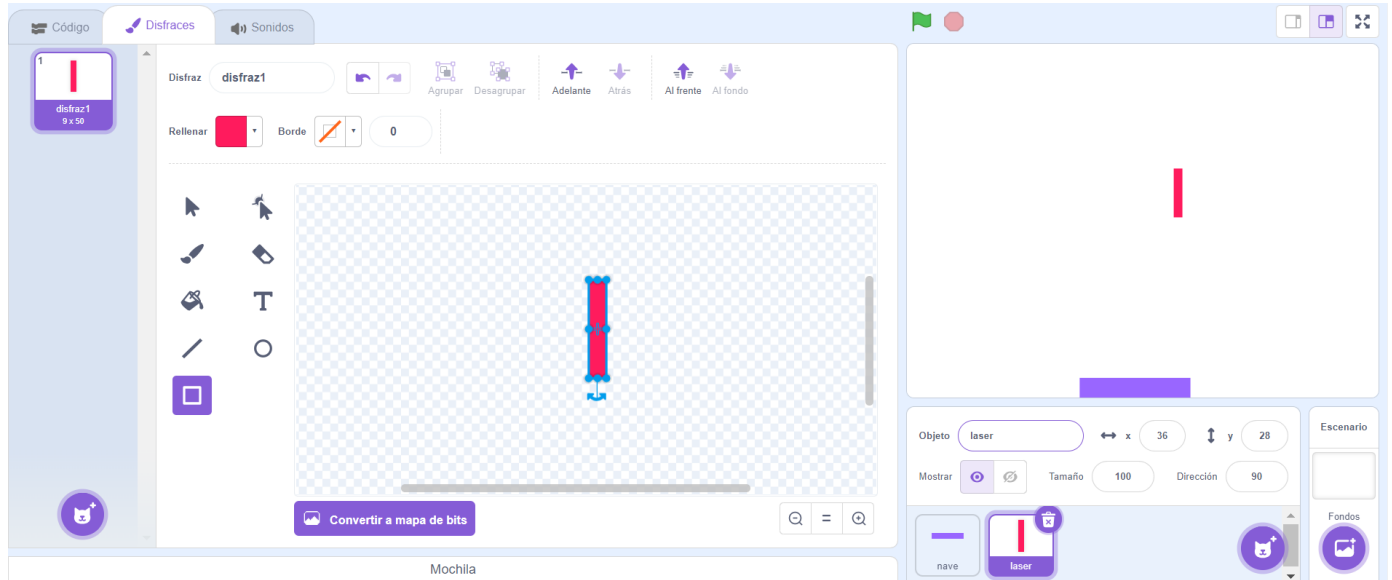 Código
Disfraces
Sonidos
1
disfraz1
9 x 50
Disfraz
disfraz1
Agrupar
Desagrupar
Adelante
Atrás
Al frente
Al fondo
Rellenar
Borde
0
T
Convertir a mapa de bits
Mochila
Objeto
laser
x
36
y
28
Mostrar
Tamaño
100
Dirección
90
nave
laser
Escenario
Fondos